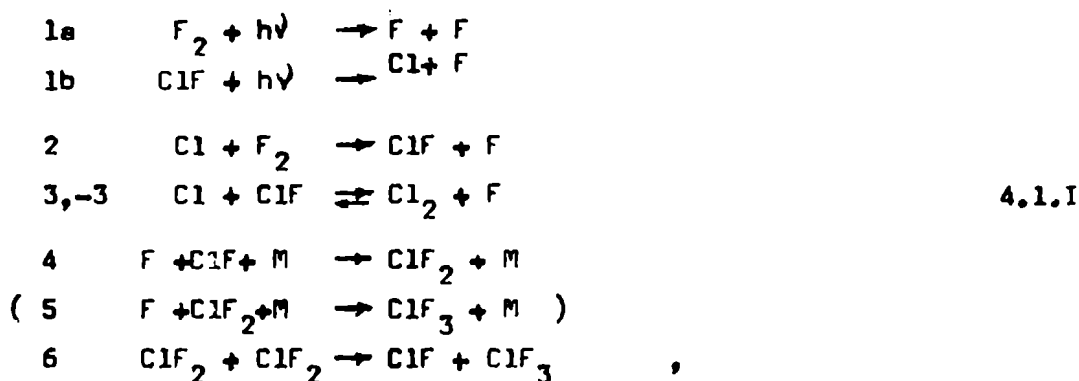 1a F₂ + hν → F + F
1b ClF + hν → Cl+ F
2 Cl + F₂ → ClF + F
3,-3 Cl + ClF ⇌ Cl₂ + F 4.1.I
4 F +ClF+ M → ClF₂ + M
( 5 F +ClF₂+M → ClF₃ + M )
6 ClF₂ + ClF₂ → ClF + ClF₃ ,